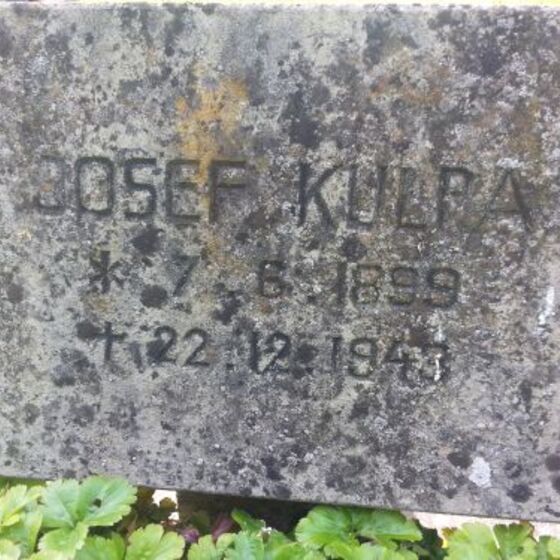 JOSEF KULPA
* 7.6.1899
† 22.12.1943